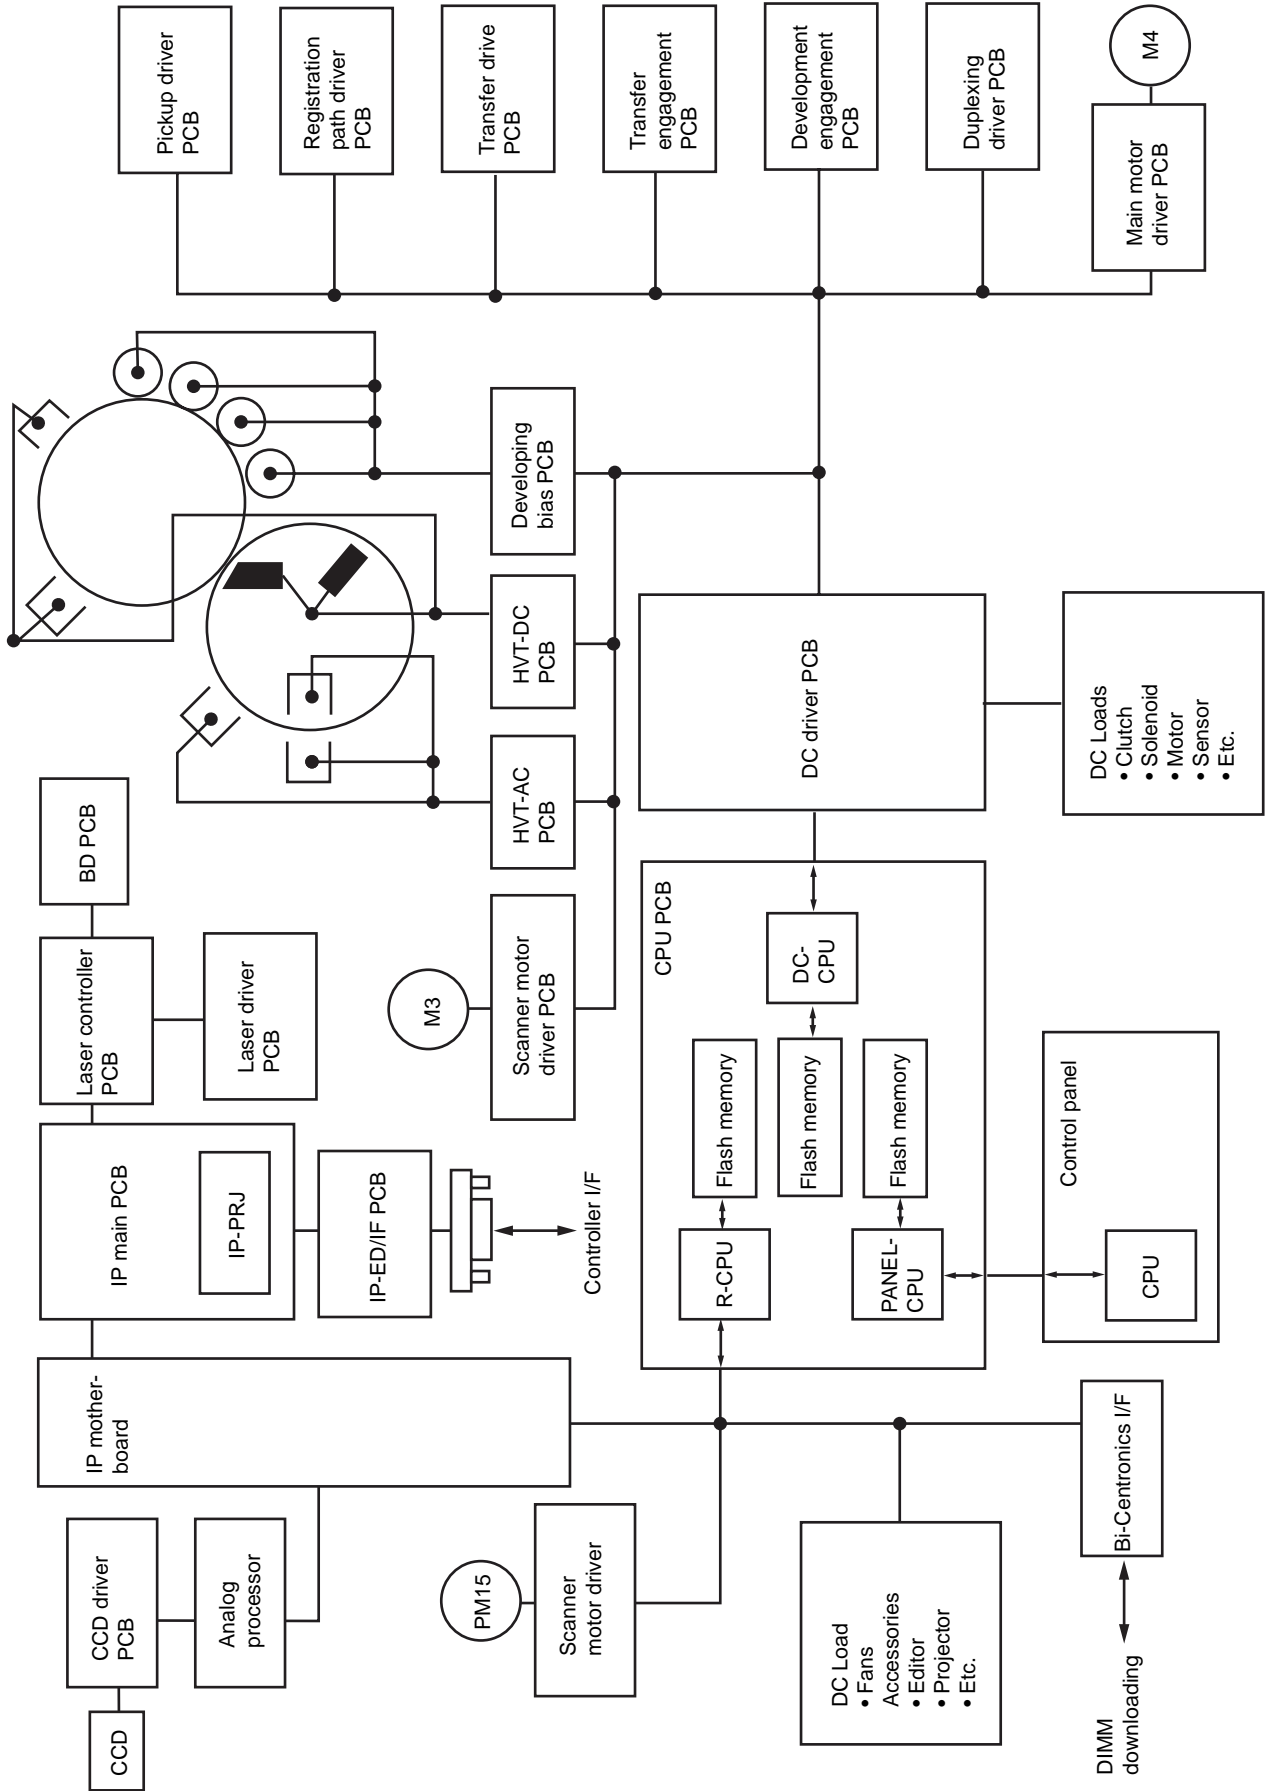 CCD
CCD driver
PCB
Analog
processor
IP mother-
board
IP main PCB
IP-PRJ
IP-ED/IF PCB
Controller I/F
Laser controller
PCB
Laser driver
PCB
BD PCB
PM15
Scanner
motor driver
M3
Scanner motor
driver PCB
HVT-AC
PCB
HVT-DC
PCB
Developing
bias PCB
Pickup driver
PCB
Registration
path driver
PCB
Transfer drive
PCB
Transfer
engagement
PCB
Development
engagement
PCB
Duplexing
driver PCB
Main motor
driver PCB
M4
CPU PCB
R-CPU
Flash memory
Flash memory
DC-
CPU
PANEL-
CPU
Flash memory
DC driver PCB
DC Loads
• Clutch
• Solenoid
• Motor
• Sensor
• Etc.
Control panel
CPU
DC Load
• Fans
Accessories
• Editor
• Projector
• Etc.
Bi-Centronics I/F
DIMM
downloading